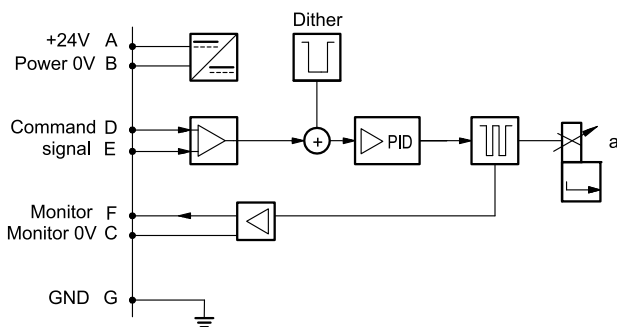 Dither
+24V A
Power 0V B
Command D
signal E
+
PID
a
Monitor F
Monitor 0V C
GND G